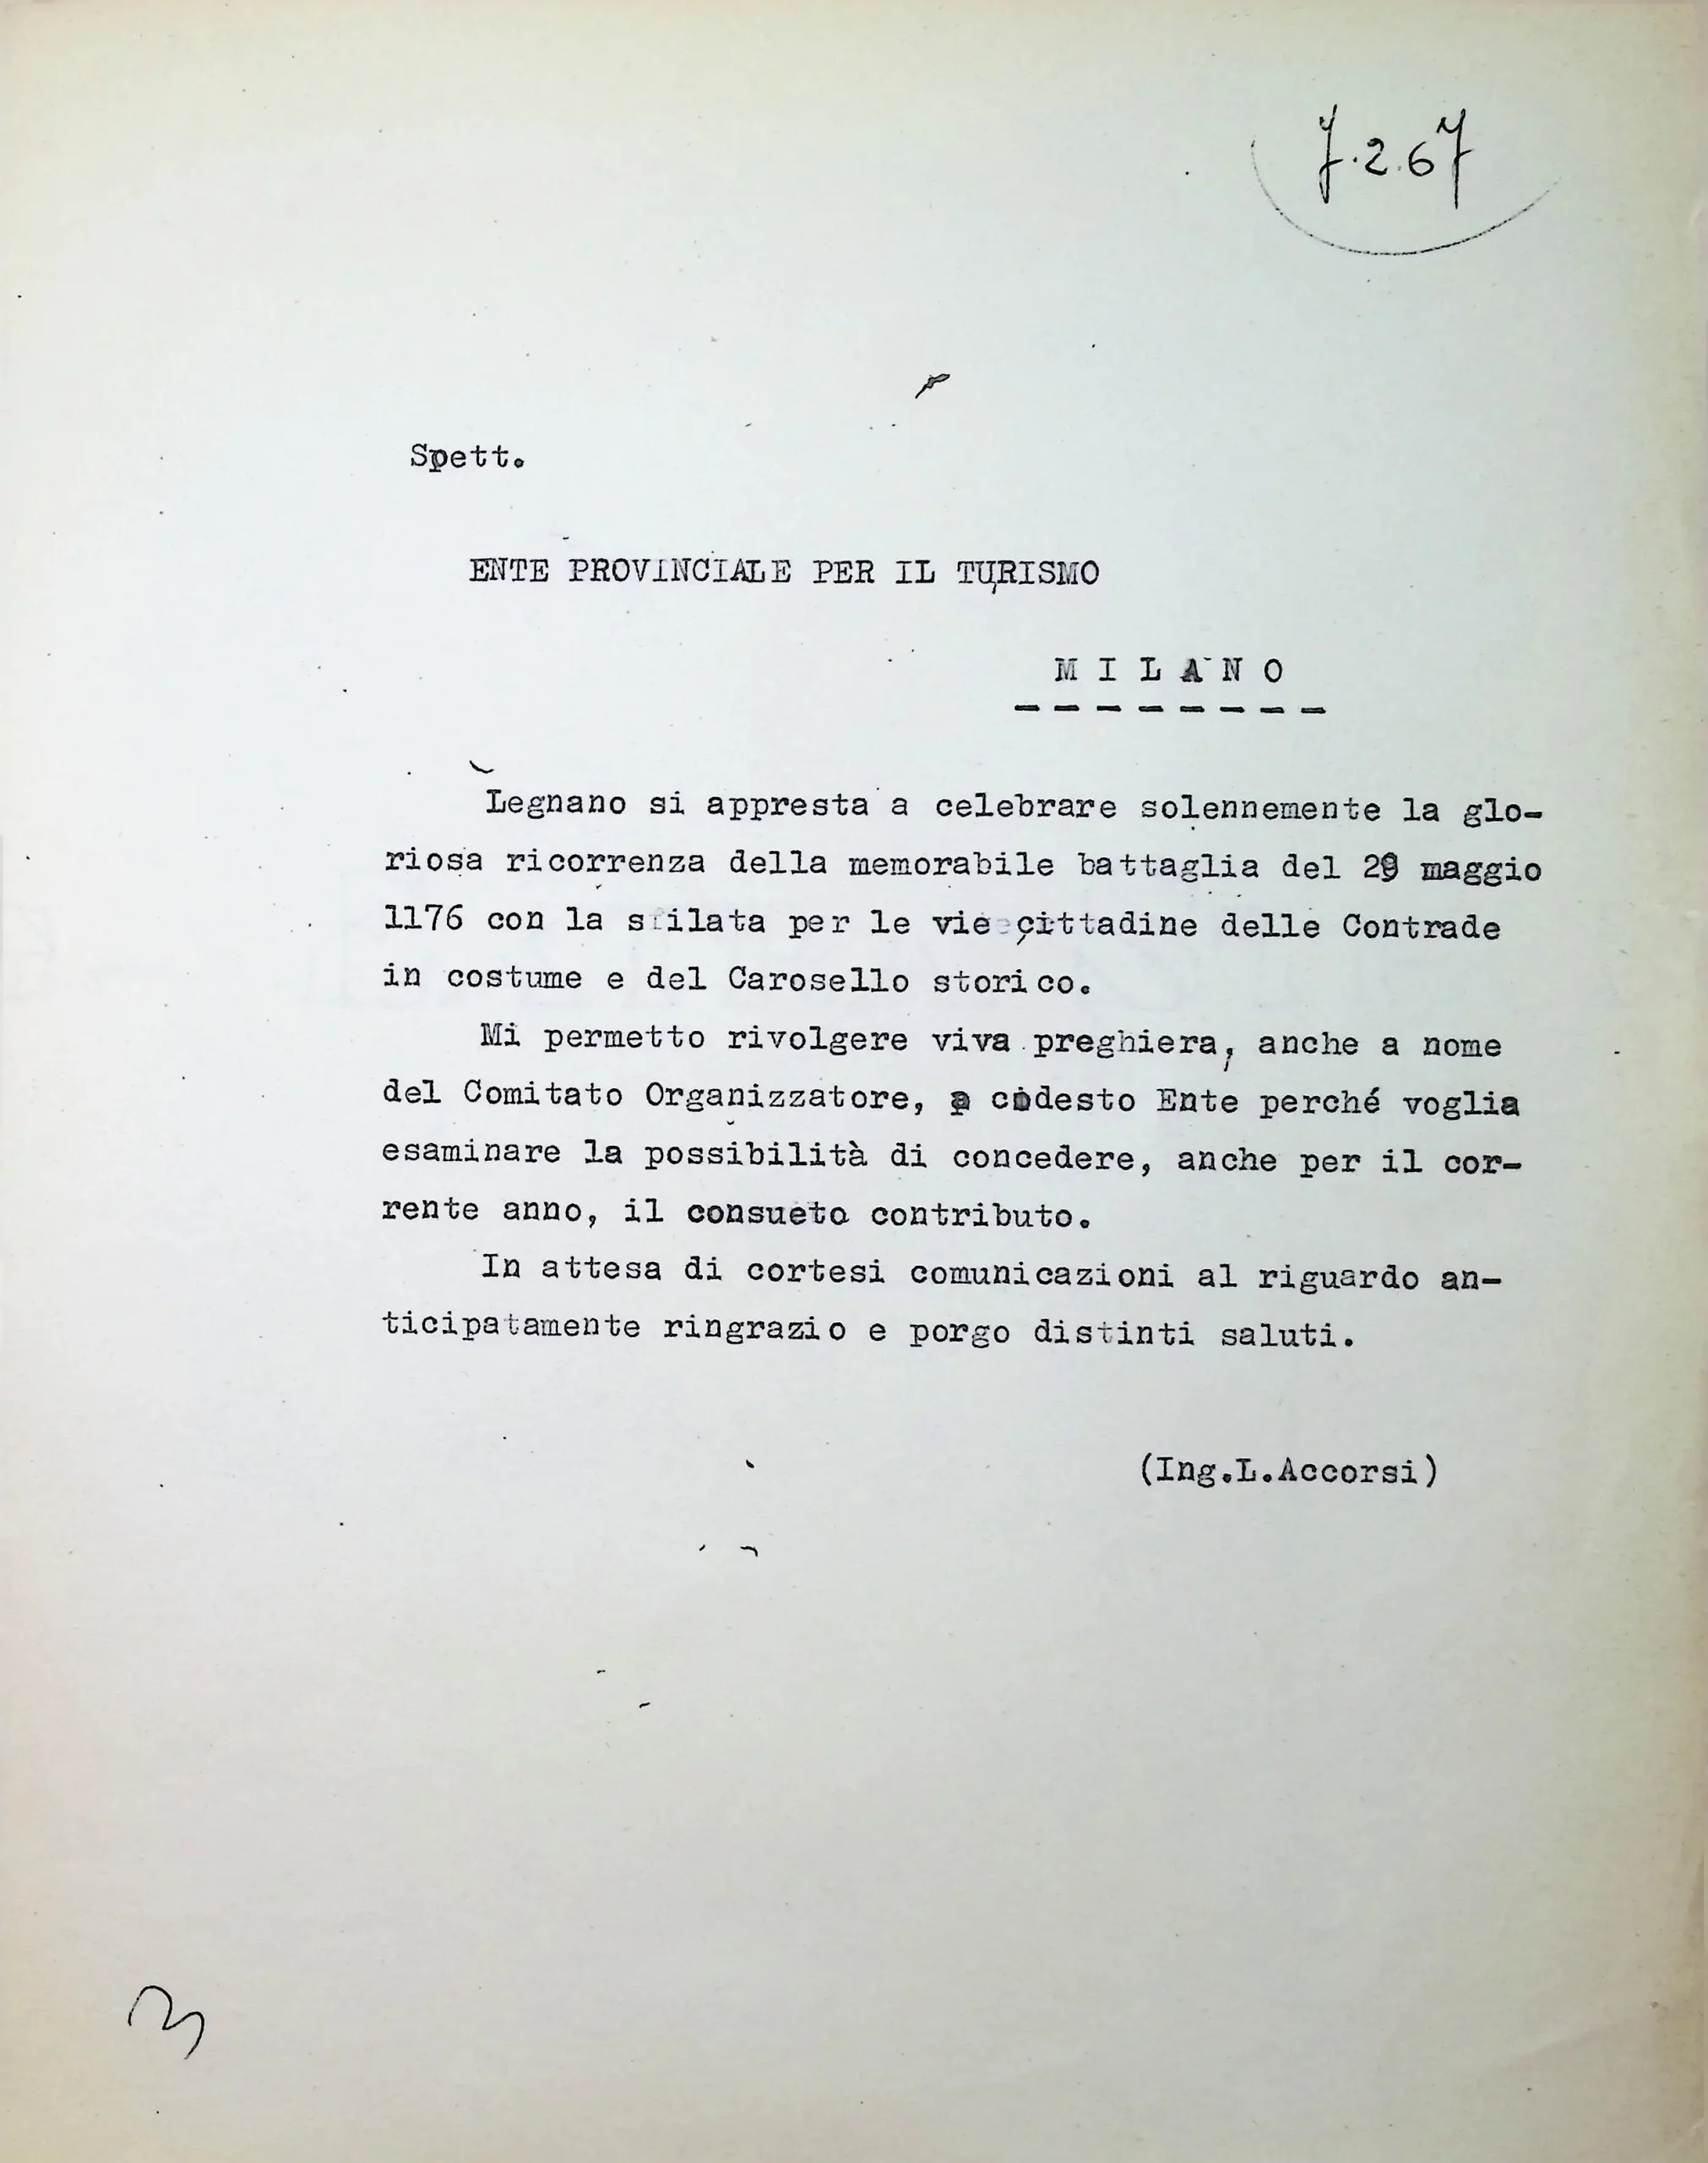 7.2.67
Spett.
ENTE PROVINCIALE PER IL TURISMO
M I L A N O
Legnano si appresta a celebrare solennemente la glo-
riosa ricorrenza della memorabile battaglia del 29 maggio
1176 con la sfilata per le vie cittadine delle Contrade
in costume e del Carosello storico.
Mi permetto rivolgere viva preghiera, anche a nome
del Comitato Organizzatore, a codesto Ente perché voglia
esaminare la possibilità di concedere, anche per il cor-
rente anno, il consueto contributo.
In attesa di cortesi comunicazioni al riguardo an-
ticipatamente ringrazio e porgo distinti saluti.
(Ing.L.Accorsi)